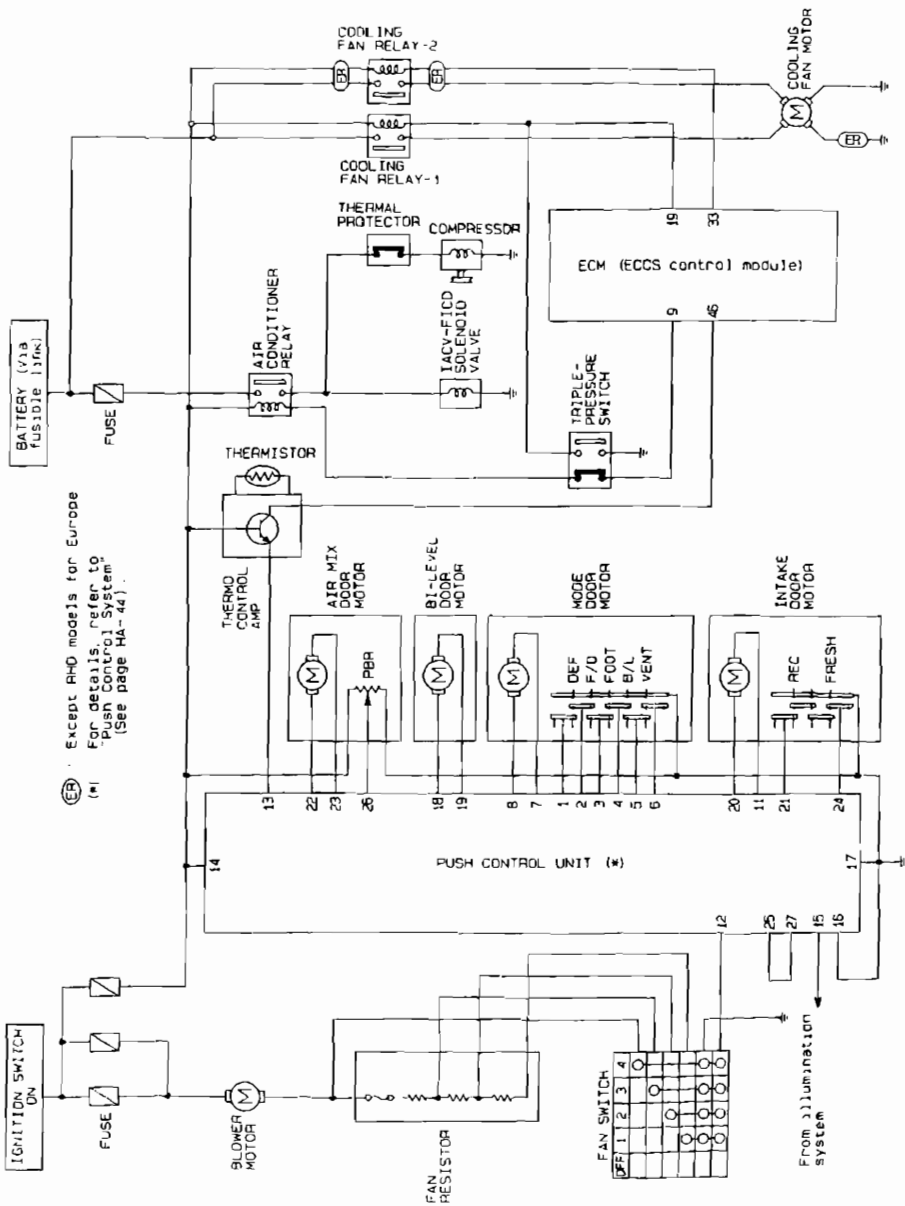 IGNITION SWITCH
ON
FUSE
BLOWER
MOTOR
FAN
RESISTOR
FAN SWITCH
OFF 1 2 3 4
From illumination
system
BATTERY (Via
fusible link)
FUSE
ER : Except RHD models for Europe
(*) For details, refer to
"Push Control System"
(See page HA-44).
PUSH CONTROL UNIT (*)
14
13
22
23
26
18
19
8
7
1
2
3
4
5
6
20
11
21
24
17
12
25
27
15
16
THERMO
CONTROL
AMP
THERMISTOR
AIR MIX
DOOR
MOTOR
M
PBR
BI-LEVEL
DOOR
MOTOR
M
MODE
DOOR
MOTOR
M
DEF
F/D
FOOT
B/L
VENT
INTAKE
DOOR
MOTOR
M
REC
FRESH
AIR
CONDITIONER
RELAY
THERMAL
PROTECTOR
COMPRESSOR
IACV-FICD
SOLENOID
VALVE
TRIPLE-
PRESSURE
SWITCH
COOLING
FAN RELAY-2
ER
ER
COOLING
FAN RELAY-1
ECM (ECCS control module)
19
33
9
46
COOLING
FAN MOTOR
M
ER
M